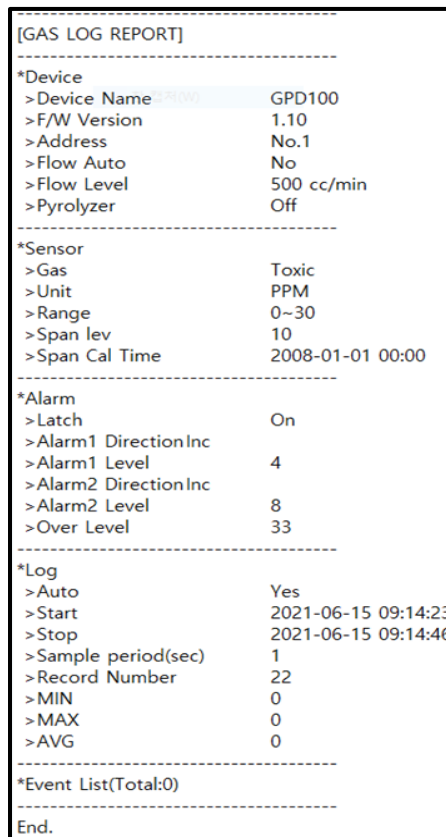 ------------------------------------
[GAS LOG REPORT]
------------------------------------
*Device
>Device Name GPD100
>F/W Version 1.10
>Address No.1
>Flow Auto No
>Flow Level 500 cc/min
>Pyrolyzer Off
------------------------------------
*Sensor
>Gas Toxic
>Unit PPM
>Range 0~30
>Span lev 10
>Span Cal Time 2008-01-01 00:00
------------------------------------
*Alarm
>Latch On
>Alarm1 Direction Inc
>Alarm1 Level 4
>Alarm2 Direction Inc
>Alarm2 Level 8
>Over Level 33
------------------------------------
*Log
>Auto Yes
>Start 2021-06-15 09:14:23
>Stop 2021-06-15 09:14:46
>Sample period(sec) 1
>Record Number 22
>MIN 0
>MAX 0
>AVG 0
------------------------------------
*Event List(Total:0)
------------------------------------
End.